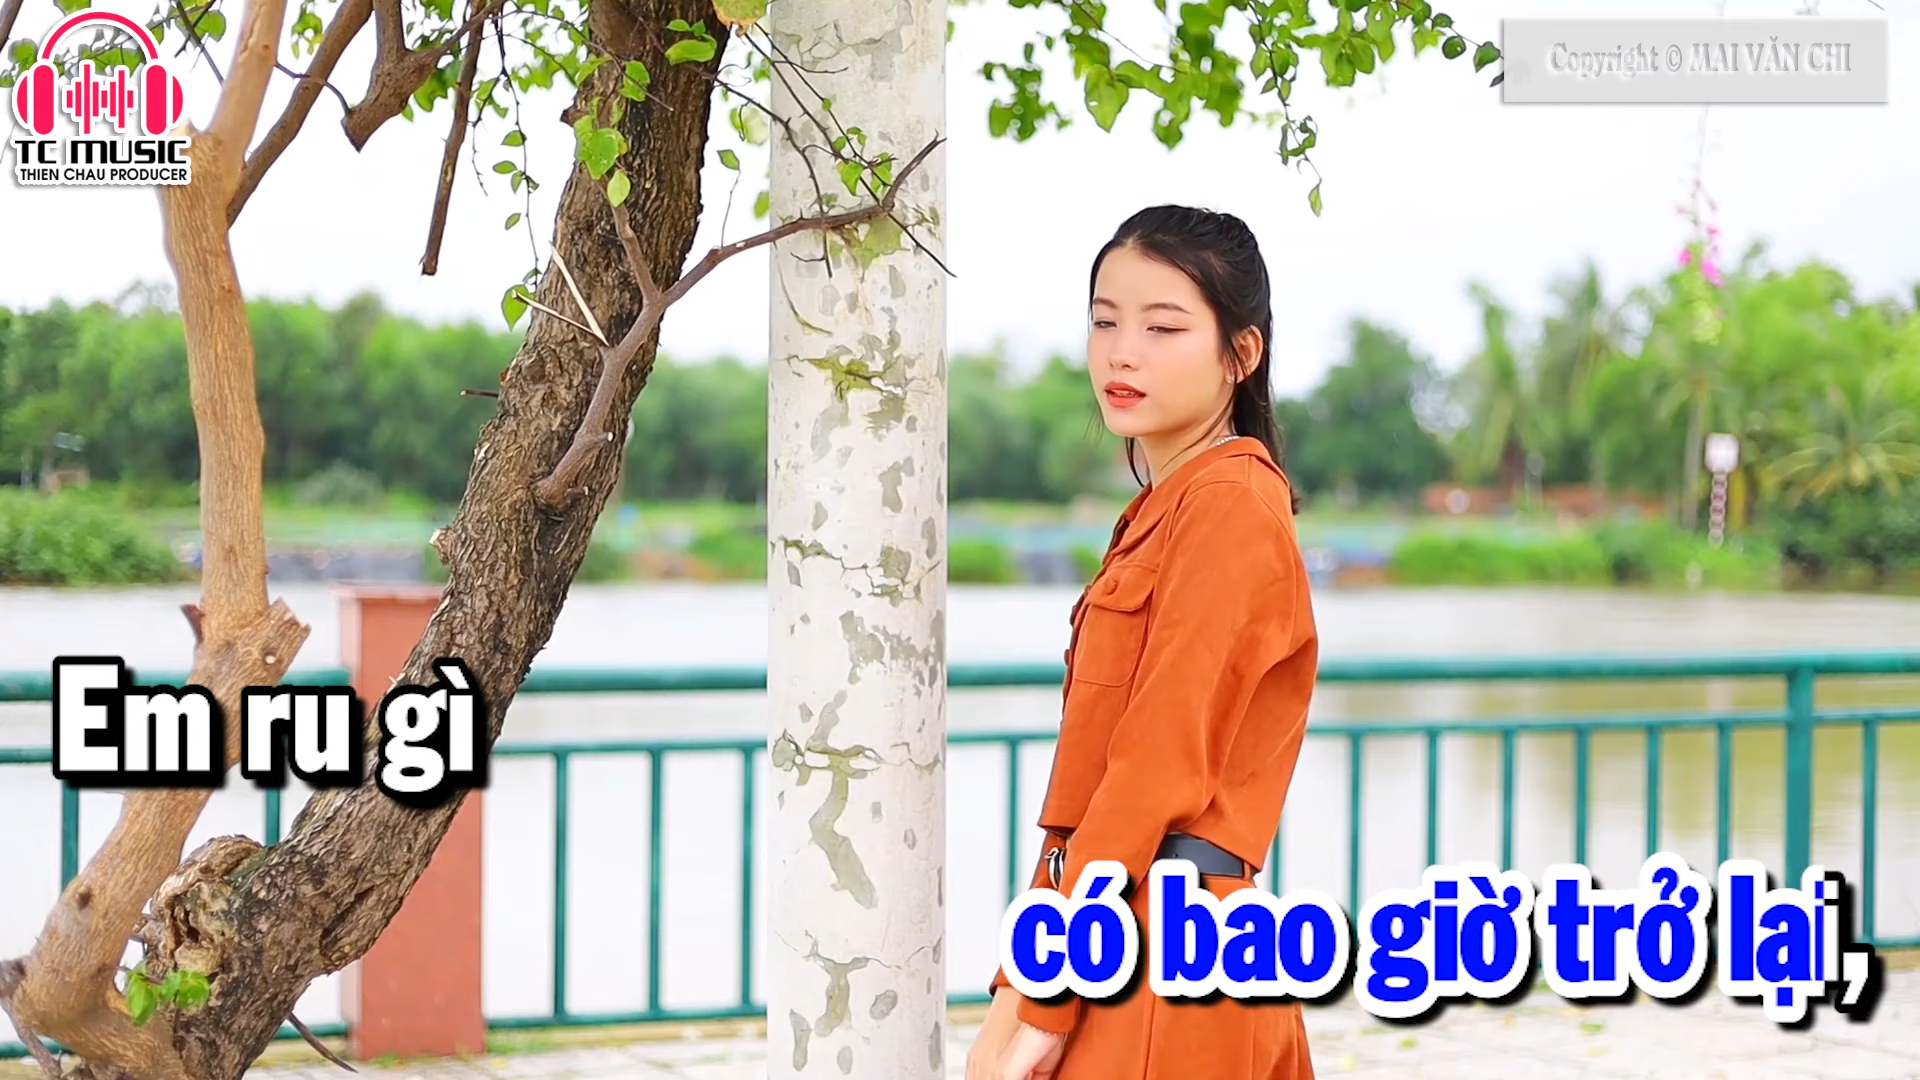 Copyright © MAI VĂN CHI
TC MUSIC
THIEN CHAU PRODUCER
Em ru gì
có bao giờ trở lại,